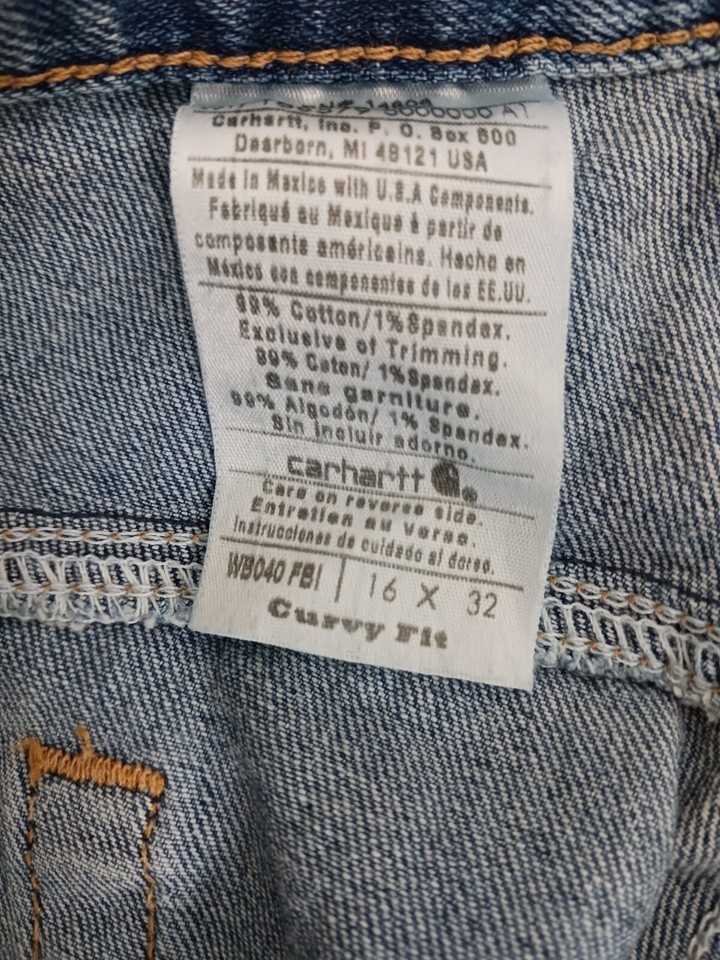 Carhartt, Inc. P. O. Box 600
Dearborn, MI 48121 USA
Made in Mexico with U.S.A Components.
Fabriqué au Mexique à partir de
composants américains. Hecho en
México con componentes de los EE.UU.
99% Cotton/1%Spandex.
Exclusive of Trimming.
99% Coton/ 1%Spandex.
Sans garniture.
99% Algodón/ 1% Spandex.
Sin incluir adorno.
carhartt
Care on reverse side.
Entretien au Verso.
Instrucciones de cuidado al dorso.
WB040 FBI | 16 X 32
Curvy Fit